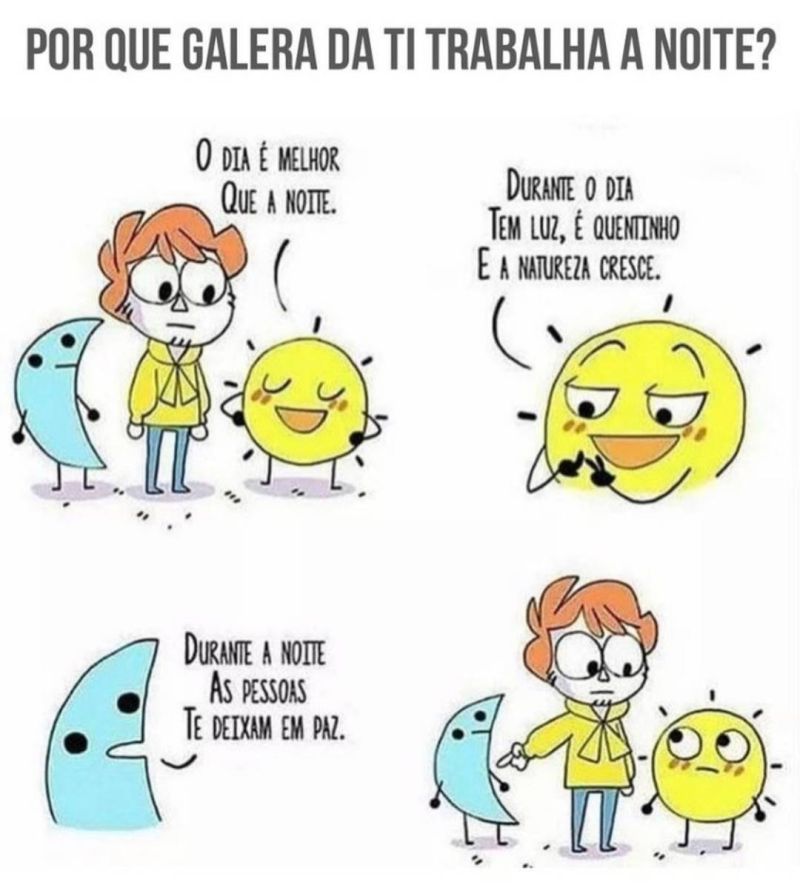 POR QUE GALERA DA TI TRABALHA A NOITE?
O DIA É MELHOR
QUE A NOITE.
DURANTE O DIA
TEM LUZ, É QUENTINHO
E A NATUREZA CRESCE.
DURANTE A NOITE
AS PESSOAS
TE DEIXAM EM PAZ.